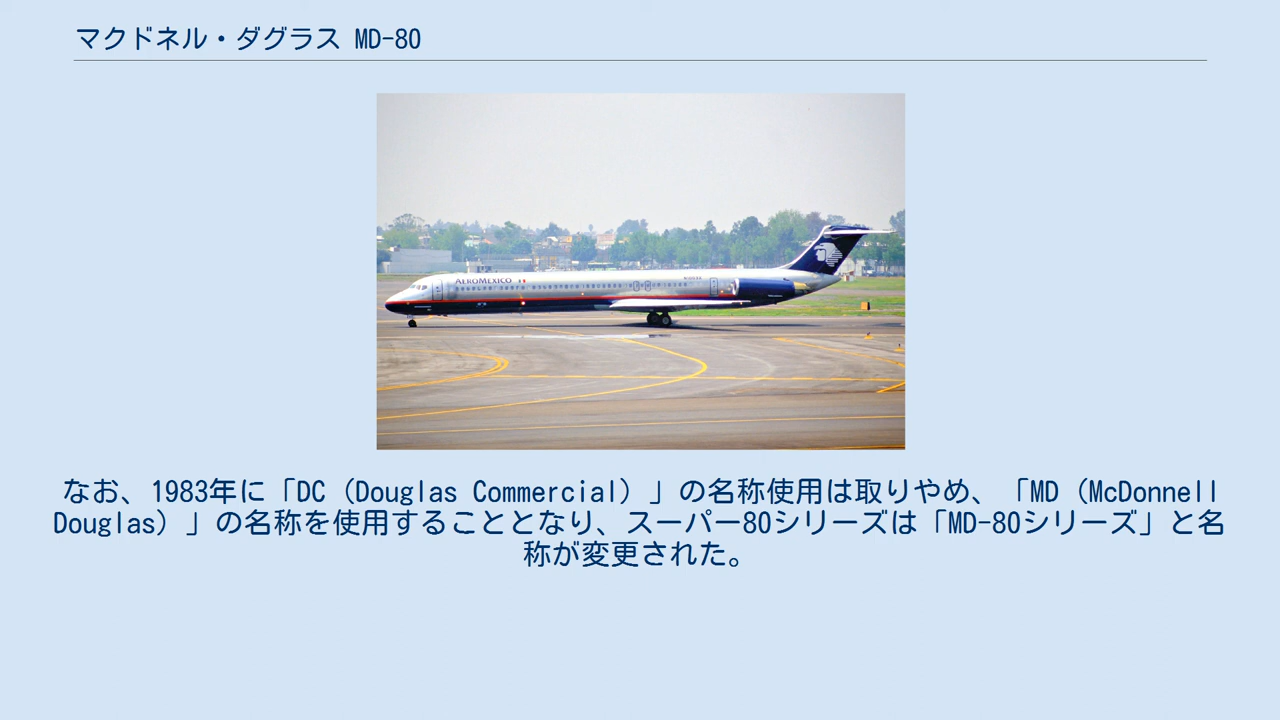 マクドネル・ダグラス MD-80
AEROMEXICO
なお、1983年に「DC（Douglas Commercial）」の名称使用は取りやめ、「MD（McDonnell
Douglas）」の名称を使用することとなり、スーパー80シリーズは「MD-80シリーズ」と名
称が変更された。